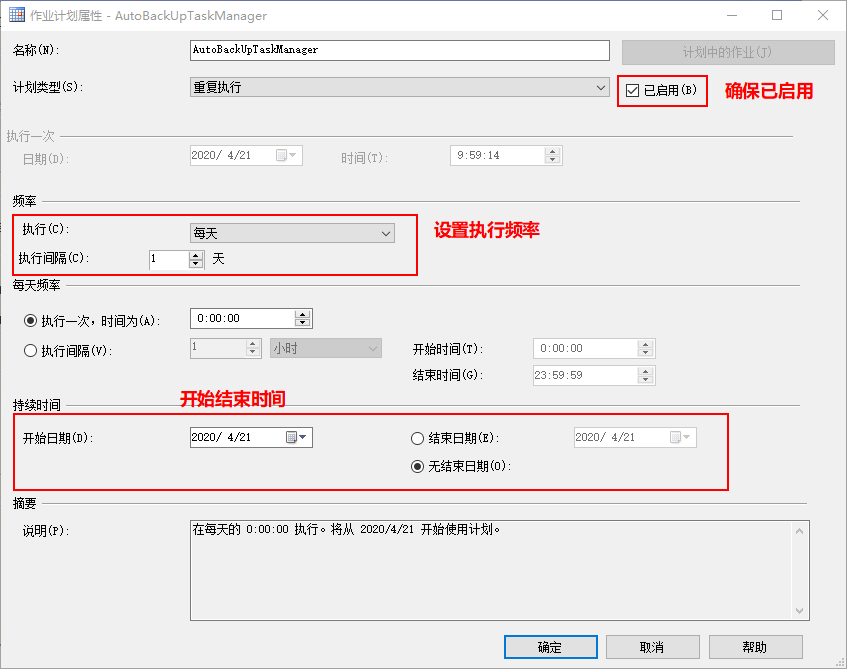 作业计划属性 - AutoBackUpTaskManager
名称(N): AutoBackUpTaskManager 计划中的作业(J)
计划类型(S): 重复执行 已启用(B) 确保已启用
执行一次
日期(D): 2020/ 4/21 时间(T): 9:59:14
频率
执行(C): 每天 设置执行频率
执行间隔(C): 1 天
每天频率
执行一次，时间为(A): 0:00:00
执行间隔(V): 1 小时 开始时间(T): 0:00:00
结束时间(G): 23:59:59
开始结束时间
持续时间
开始日期(D): 2020/ 4/21 结束日期(E): 2020/ 4/21
无结束日期(O):
摘要
说明(P): 在每天的 0:00:00 执行。将从 2020/4/21 开始使用计划。
确定 取消 帮助